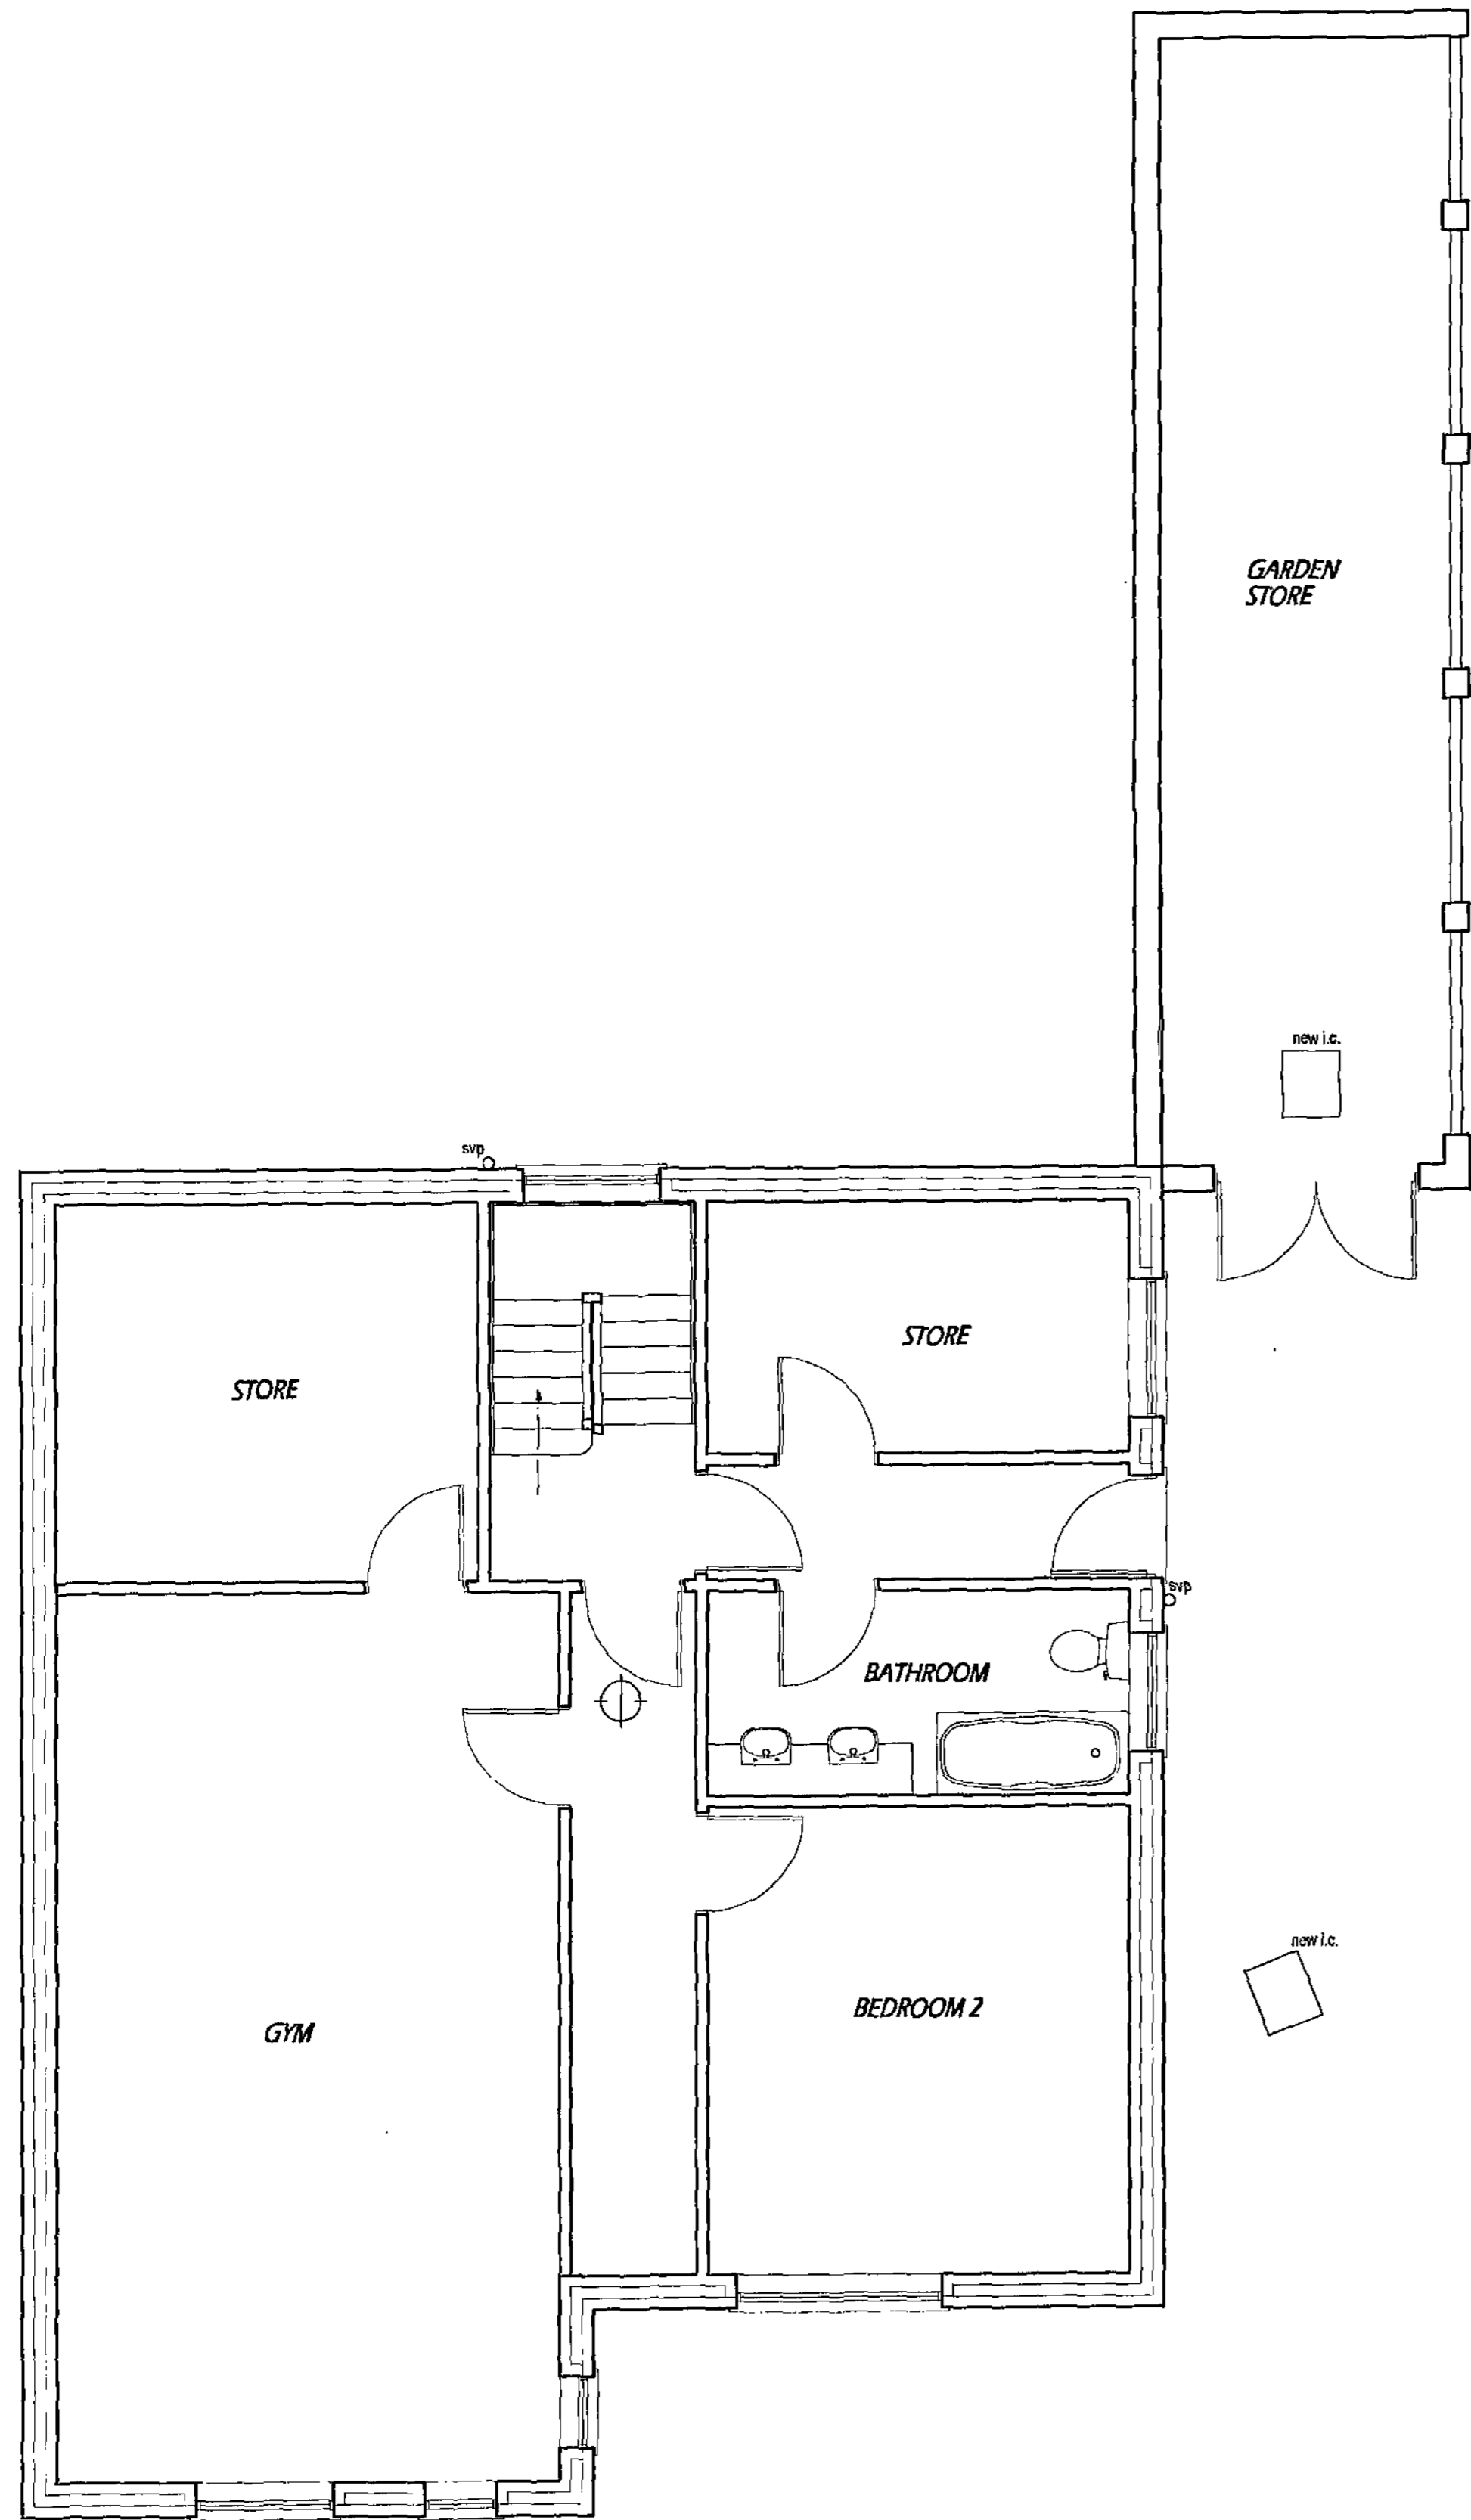 GARDEN
STORE
new i.c.
svp
STORE
STORE
svp
BATHROOM
new i.c.
BEDROOM 2
GYM